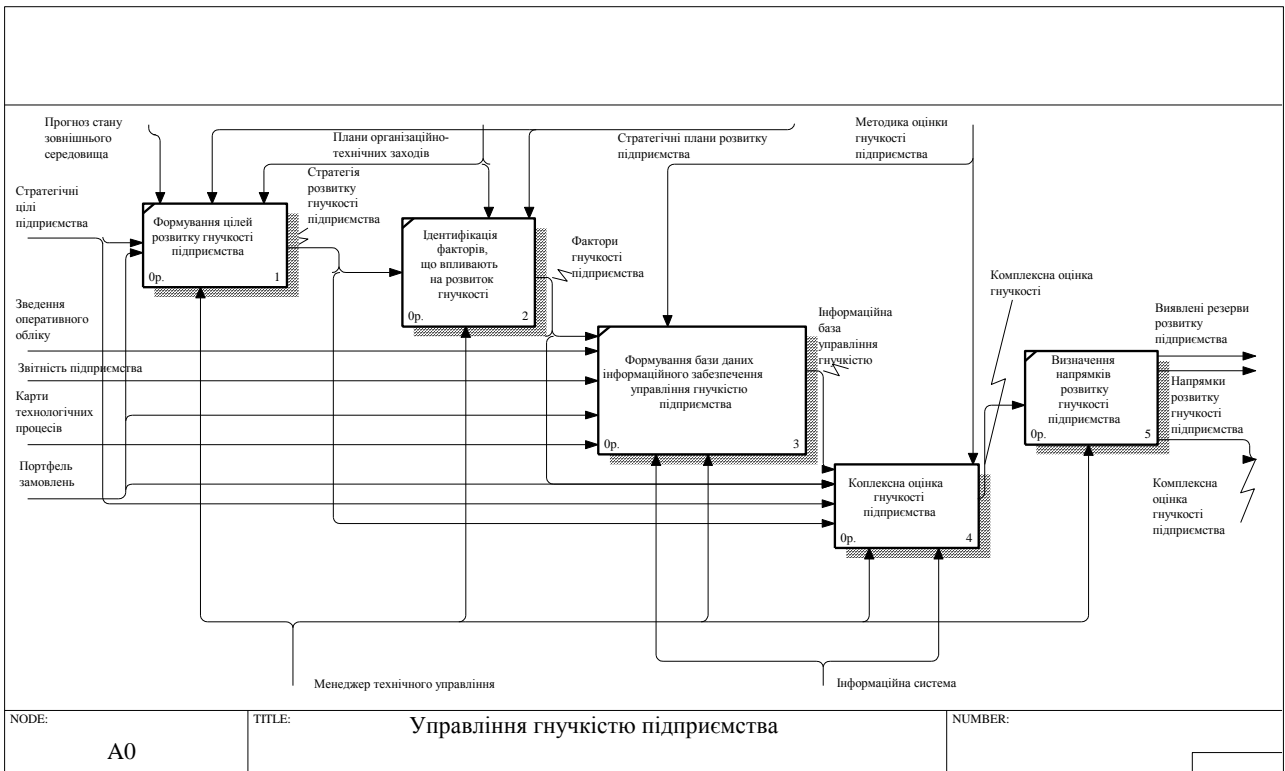 Прогноз стану
зовнішнього
середовища
Плани організаційно-
технічних заходів
Стратегічні плани розвитку
підприємства
Методика оцінки
гнучкості
підприємства
Стратегічні
цілі
підприємства
Стратегія
розвитку
гнучкості
підприємства
Формування цілей
розвитку гнучкості
підприємства
0р.
1
Ідентифікація
факторів,
що впливають
на розвиток
гнучкості
0р.
2
Фактори
гнучкості
підприємства
Зведення
оперативного
обліку
Звітність підприємства
Карти
технологічних
процесів
Портфель
замовлень
Формування бази даних
інформаційного забезпечення
управління гнучкістю
підприємства
0р.
3
Інформаційна
база
управління
гнучкістю
Комплексна оцінка
гнучкості
Коплексна оцінка
гнучкості
підприємства
0р.
4
Визначення
напрямків
розвитку
гнучкості
підприємства
0р.
5
Виявлені резерви
розвитку
підприємства
Напрямки
розвитку
гнучкості
підприємства
Комплексна
оцінка
гнучкості
підприємства
Менеджер технічного управління
Інформаційна система
NODE:
A0
TITLE:
Управління гнучкістю підприємства
NUMBER: